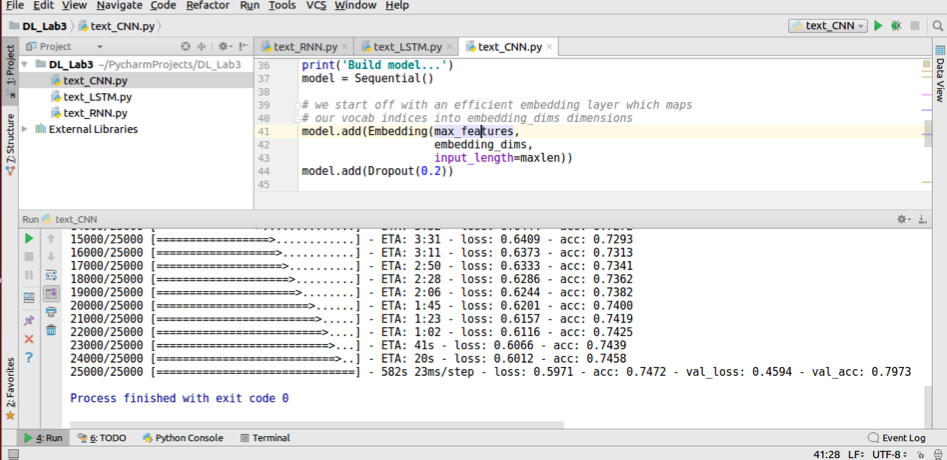 File Edit View Navigate Code Refactor Run Tools VCS Window Help
DL_Lab3 text_CNN.py text_CNN
Project text_RNN.py text_LSTM.py text_CNN.py
1: Project
7: Structure
2: Favorites
Data View
DL_Lab3 ~/PycharmProjects/DL_Lab3
text_CNN.py
text_LSTM.py
text_RNN.py
External Libraries
36 print('Build model...')
37 model = Sequential()
38
39 # we start off with an efficient embedding layer which maps
40 # our vocab indices into embedding_dims dimensions
41 model.add(Embedding(max_features,
42 embedding_dims,
43 input_length=maxlen))
44 model.add(Dropout(0.2))
45
Run text_CNN
15000/25000 [=================>............] - ETA: 3:31 - loss: 0.6409 - acc: 0.7293
16000/25000 [==================>...........] - ETA: 3:11 - loss: 0.6373 - acc: 0.7313
17000/25000 [===================>..........] - ETA: 2:50 - loss: 0.6333 - acc: 0.7341
18000/25000 [====================>.........] - ETA: 2:28 - loss: 0.6286 - acc: 0.7362
19000/25000 [=====================>........] - ETA: 2:06 - loss: 0.6244 - acc: 0.7382
20000/25000 [=======================>......] - ETA: 1:45 - loss: 0.6201 - acc: 0.7400
21000/25000 [========================>.....] - ETA: 1:23 - loss: 0.6157 - acc: 0.7419
22000/25000 [=========================>....] - ETA: 1:02 - loss: 0.6116 - acc: 0.7425
23000/25000 [==========================>...] - ETA: 41s - loss: 0.6066 - acc: 0.7439
24000/25000 [===========================>..] - ETA: 20s - loss: 0.6012 - acc: 0.7458
25000/25000 [==============================] - 582s 23ms/step - loss: 0.5971 - acc: 0.7472 - val_loss: 0.4594 - val_acc: 0.7973
Process finished with exit code 0
4: Run 6: TODO Python Console Terminal Event Log
41:28 LF UTF-8